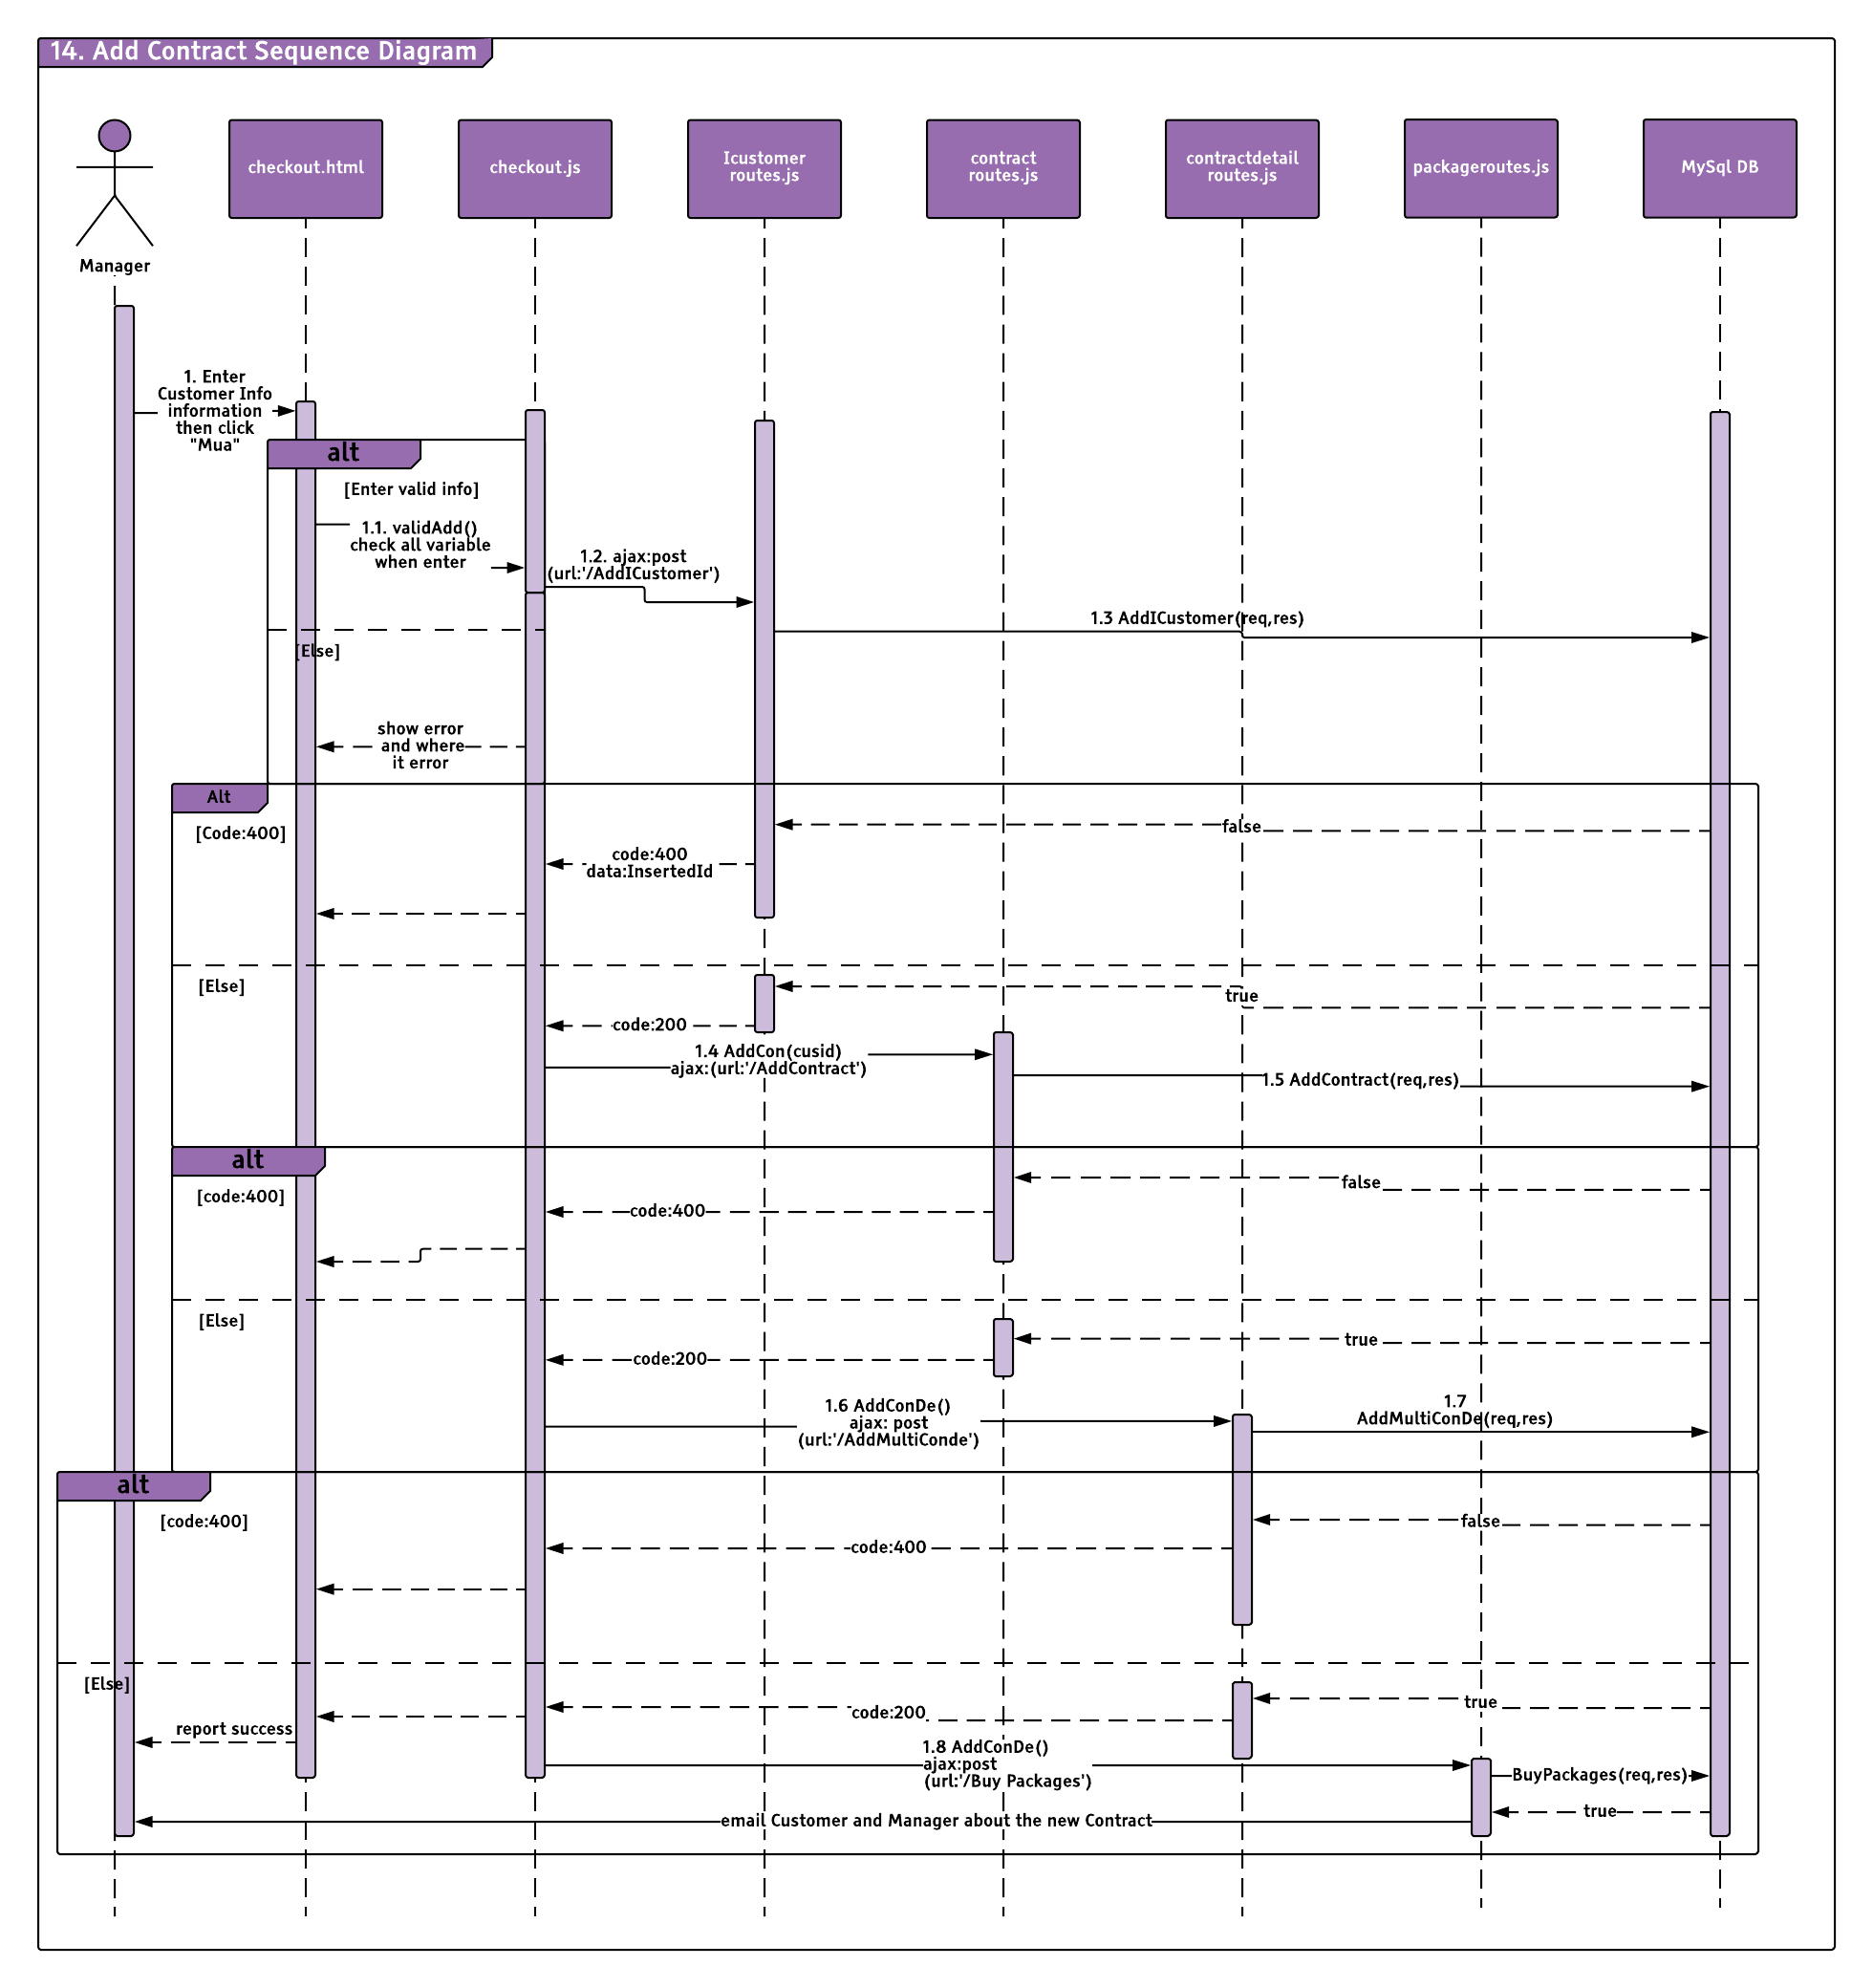 14. Add Contract Sequence Diagram
Manager
checkout.html
checkout.js
Icustomer
routes.js
contract
routes.js
contractdetail
routes.js
packageroutes.js
MySql DB
1. Enter
Customer Info
information
then click
"Mua"
alt
[Enter valid info]
1.1. validAdd()
check all variable
when enter
1.2. ajax:post
(url:'/AddICustomer')
1.3 AddICustomer(req,res)
[Else]
show error
and where
it error
Alt
[Code:400]
false
code:400
data:InsertedId
[Else]
true
code:200
1.4 AddCon(cusid)
ajax:(url:'/AddContract')
1.5 AddContract(req,res)
alt
[code:400]
false
code:400
[Else]
true
code:200
1.6 AddConDe()
ajax: post
(url:'/AddMultiConde')
1.7
AddMultiConDe(req,res)
alt
[code:400]
false
code:400
[Else]
true
code:200
report success
1.8 AddConDe()
ajax:post
(url:'/Buy Packages')
BuyPackages(req,res)
true
email Customer and Manager about the new Contract